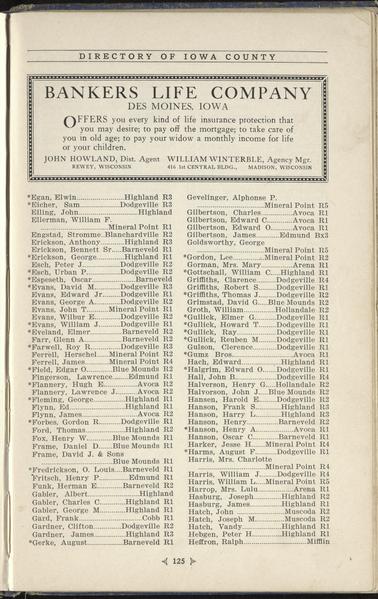 DIRECTORY OF IOWA COUNTY
BANKERS LIFE COMPANY
DES MOINES, IOWA
OFFERS you every kind of life insurance protection that
you may desire; to pay off the mortgage; to take care of
you in old age; to pay your widow a monthly income for life
or your children.
JOHN HOWLAND, Dist. Agent WILLIAM WINTERBLE, Agency Mgr.
REWEY, WISCONSIN 416 1st CENTRAL BLDG., MADISON, WISCONSIN
*Egan, Elwin Highland R3
*Eicher, Sam Dodgeville R3
Eiling, John Highland
Ellerman, William F.
Mineral Point R1
Engstad, Stromme Blanchardville R2
Erickson, Anthony Highland R3
Erickson, Bennett Sr. Barneveld R1
*Erickson, George Highland R1
Esch, Peter J. Dodgeville R2
*Esch, Urban P. Dodgeville R2
*Espeseth, Oscar Barneveld
*Evans, David M. Dodgeville R3
Evans, Edward Jr. Dodgeville R1
Evans, George A. Dodgeville R2
Evans, John T. Mineral Point R1
Evans, Wilbur E. Dodgeville R2
*Evans, William J. Dodgeville R1
*Eveland, Elmer Barneveld R2
Farr, Glenn A. Barneveld R2
*Farwell, Roy R. Dodgeville R3
Ferrell, Herschel Mineral Point R2
Ferrell, James Mineral Point R4
*Field, Edgar O. Blue Mounds R2
Fingerson, Lawrence Edmund R1
*Flannery, Hugh E. Avoca R2
Flannery, Lawrence J. Avoca R2
*Fleming, George Highland R1
Flynn, Ed Highland R1
Flynn, James Avoca R2
*Forbes, Gordon R. Dodgeville R1
Ford, Thomas Highland R2
Fox, Henry W. Blue Mounds R1
Frame, Daniel D. Blue Mounds R1
Frame, David J. & Sons
Blue Mounds R1
*Fredrickson, O. Louis Barneveld R1
Fritsch, Henry P. Edmund R1
Funk, Herman E. Barneveld R2
Gabler, Albert Highland
Gabler, Charles C. Highland R1
Gabler, George M. Highland R1
Gard, Frank Cobb R1
Gardner, Clifton Dodgeville R2
Gardner, James Highland R3
*Gerke, August Barneveld R1
Gevelinger, Alphonse P.
Mineral Point R5
Gilbertson, Charles Avoca R1
Gilbertson, Edward C. Avoca R1
Gilbertson, Edward O. Avoca R1
Gilbertson, James Edmund Bx3
Goldsworthy, George
Mineral Point R5
*Gordon, Lee Mineral Point R2
Gorman, Mrs. Mary Arena R1
*Gottschall, William C. Highland R1
Griffiths, Clarence Dodgeville R4
Griffiths, Robert S. Dodgeville R1
*Griffiths, Thomas J. Dodgeville R2
Grimstad, David G. Blue Mounds R2
Groth, William Hollandale R2
*Gullick, Elmer G. Dodgeville R1
*Gullick, Howard T. Dodgeville R1
*Gullick, Ray Dodgeville R1
*Gullick, Reuben M. Dodgeville R1
Gulson, Clerence Dodgeville R1
*Gumz Bros. Avoca R1
Hach, Edward Highland R1
*Halgrim, Edward O. Dodgeville R1
Hall, John B. Dodgeville R4
Halverson, Henry G. Hollandale R2
Halvorson, John J. Blue Mounds R2
Hansen, Harold E. Dodgeville R2
Hanson, Frank S. Highland R3
Hanson, Harry L. Highland R3
Hanson, Henry Barneveld R2
*Hanson, Henry A. Avoca R1
Hanson, Oscar C. Barneveld R1
Harker, Jesse H. Mineral Point R4
*Harms, August F. Dodgeville R1
Harris, Mrs. Charlotte
Mineral Point R4
Harris, William J. Dodgeville R4
Harris, William L. Mineral Point R5
Harrop, Mrs. Lulu Arena R1
Hasburg, Joseph Highland R2
Hasburg, James Highland R1
Hatch, John Muscoda R2
Hatch, Joseph M. Muscoda R2
Hatch, Vandy Highland R1
Hebgen, Peter H. Highland R1
Heffron, Ralph Mifflin
125